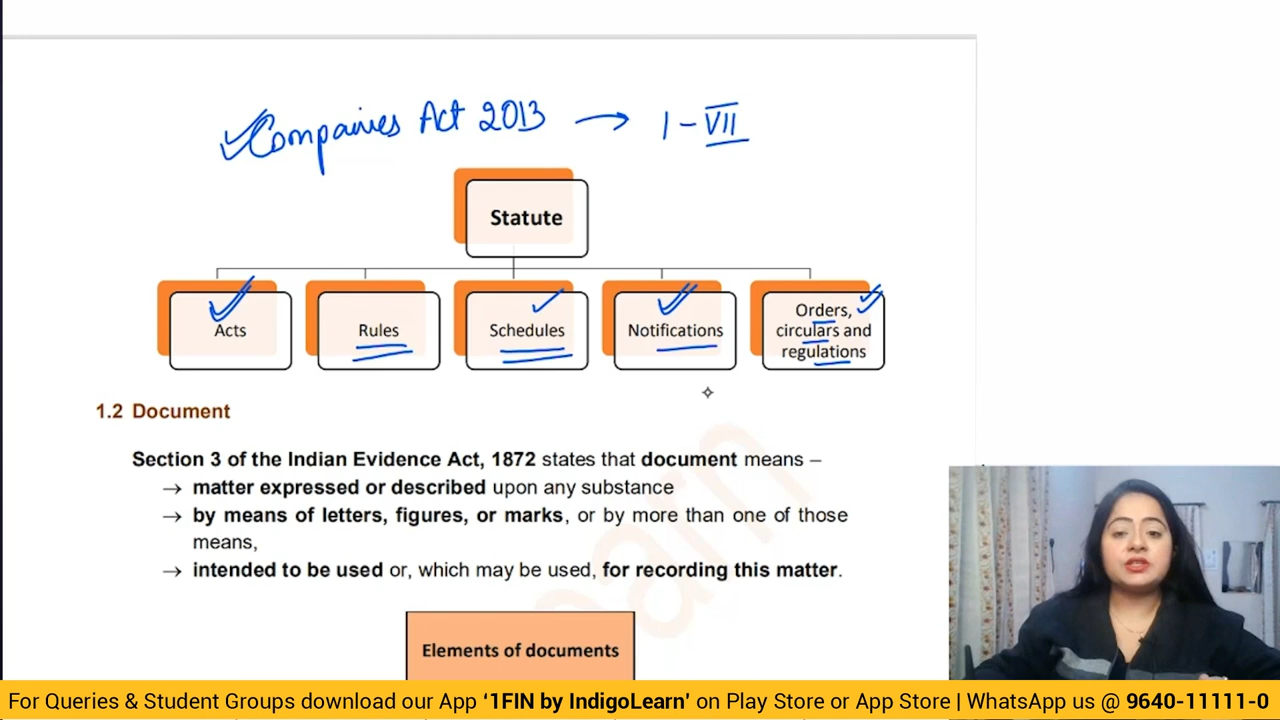 Companies Act 2013 → I - VII
Statute
Acts
Rules
Schedules
Notifications
Orders,
circulars and
regulations
1.2 Document
Section 3 of the Indian Evidence Act, 1872 states that document means –
→ matter expressed or described upon any substance
→ by means of letters, figures, or marks, or by more than one of those
means,
→ intended to be used or, which may be used, for recording this matter.
Elements of documents
For Queries & Student Groups download our App ‘1FIN by IndigoLearn' on Play Store or App Store | WhatsApp us @ 9640-11111-0